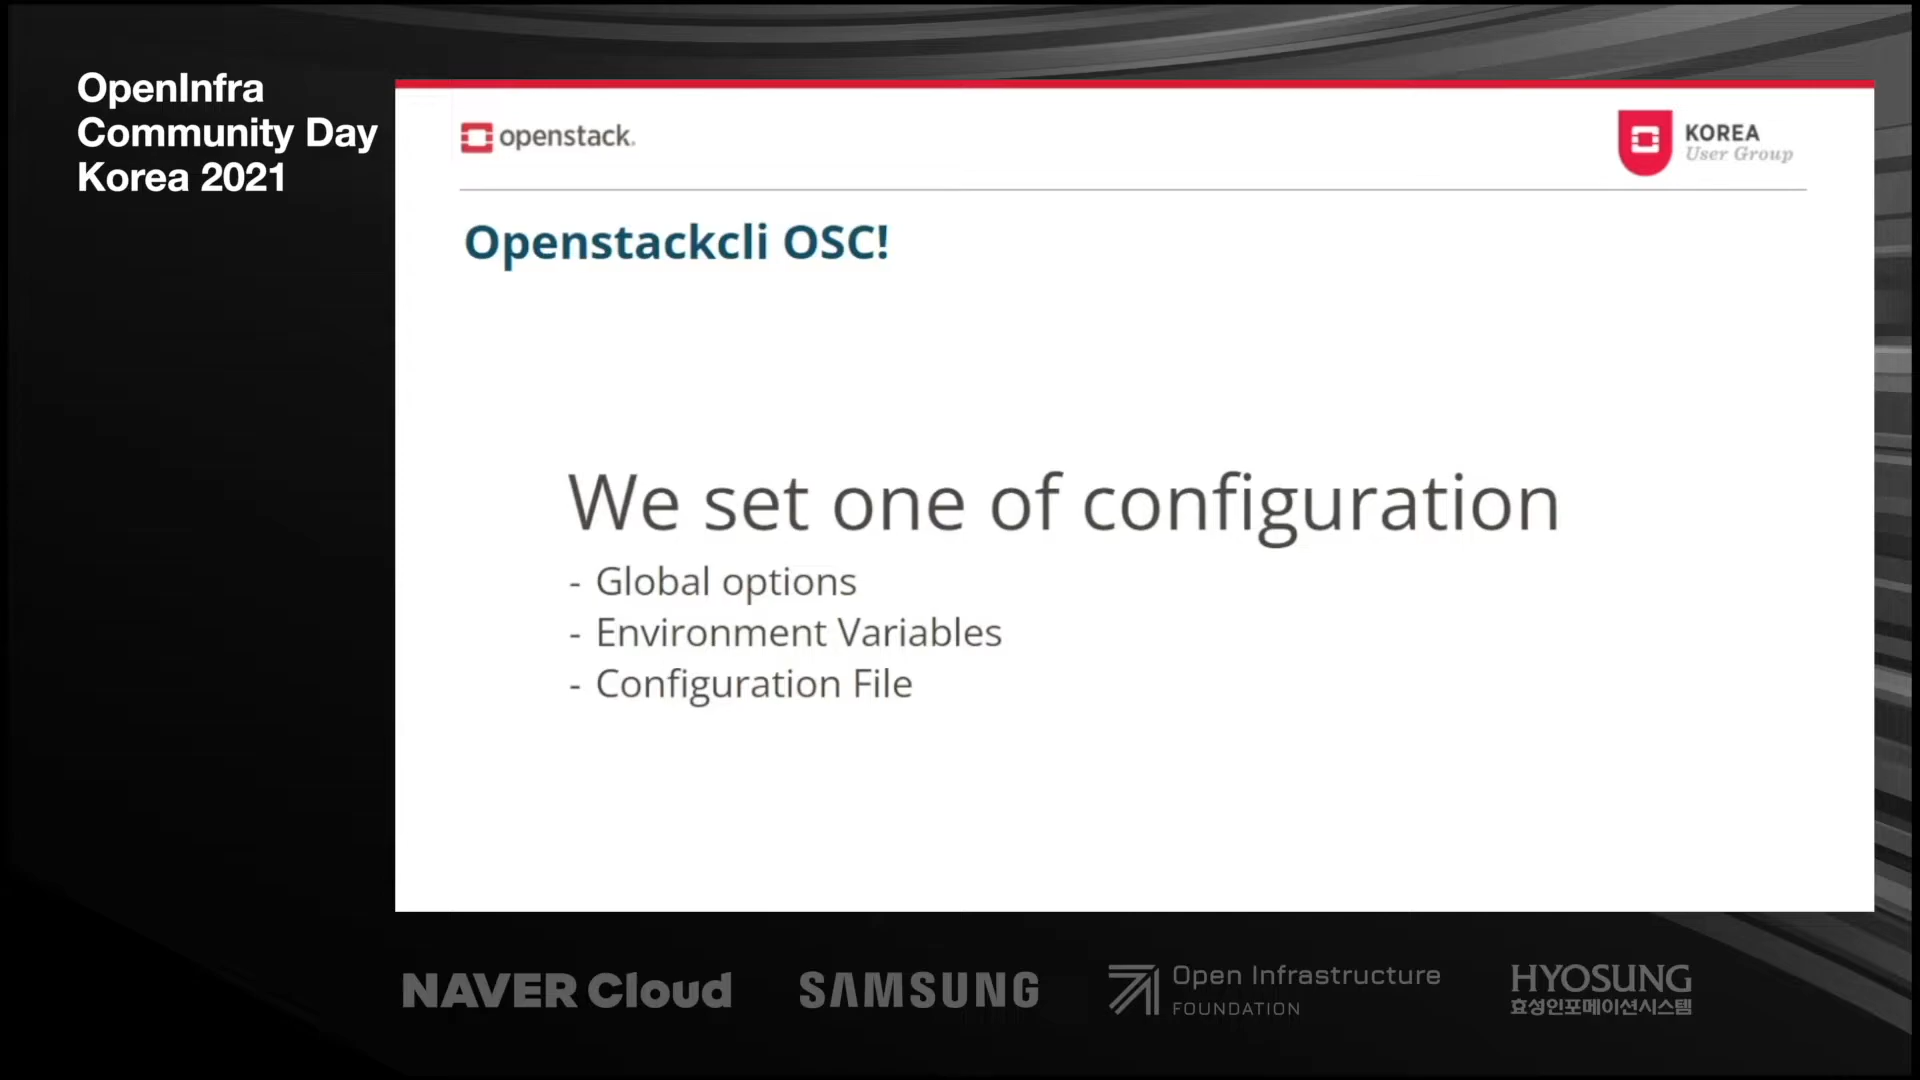 OpenInfra
Community Day
Korea 2021
openstack.
KOREA
User Group
Openstackcli OSC!
We set one of configuration
- Global options
- Environment Variables
- Configuration File
NAVER Cloud
SAMSUNG
Open Infrastructure
FOUNDATION
HYOSUNG
효성인포메이션시스템